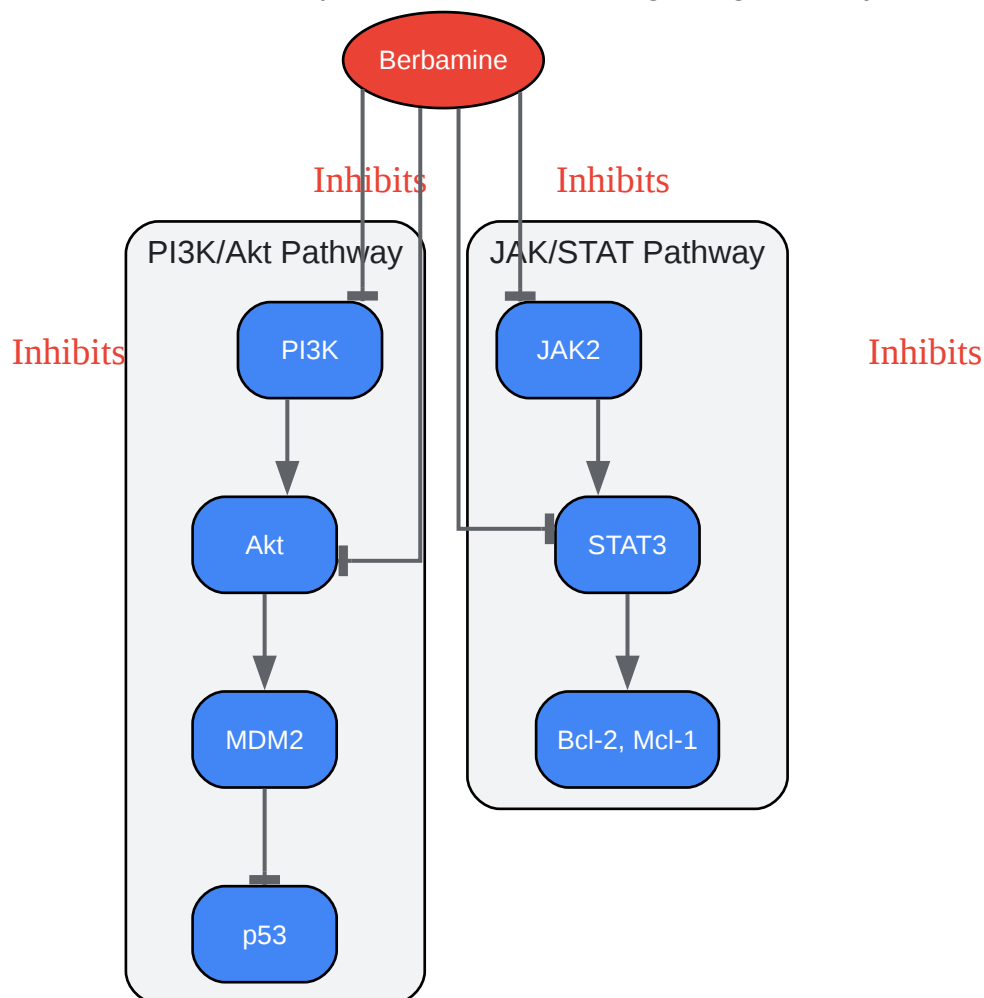 Berbamine
Inhibits
Inhibits
PI3K/Akt Pathway
JAK/STAT Pathway
Inhibits
PI3K
JAK2
Inhibits
Akt
STAT3
MDM2
Bcl-2, Mcl-1
p53